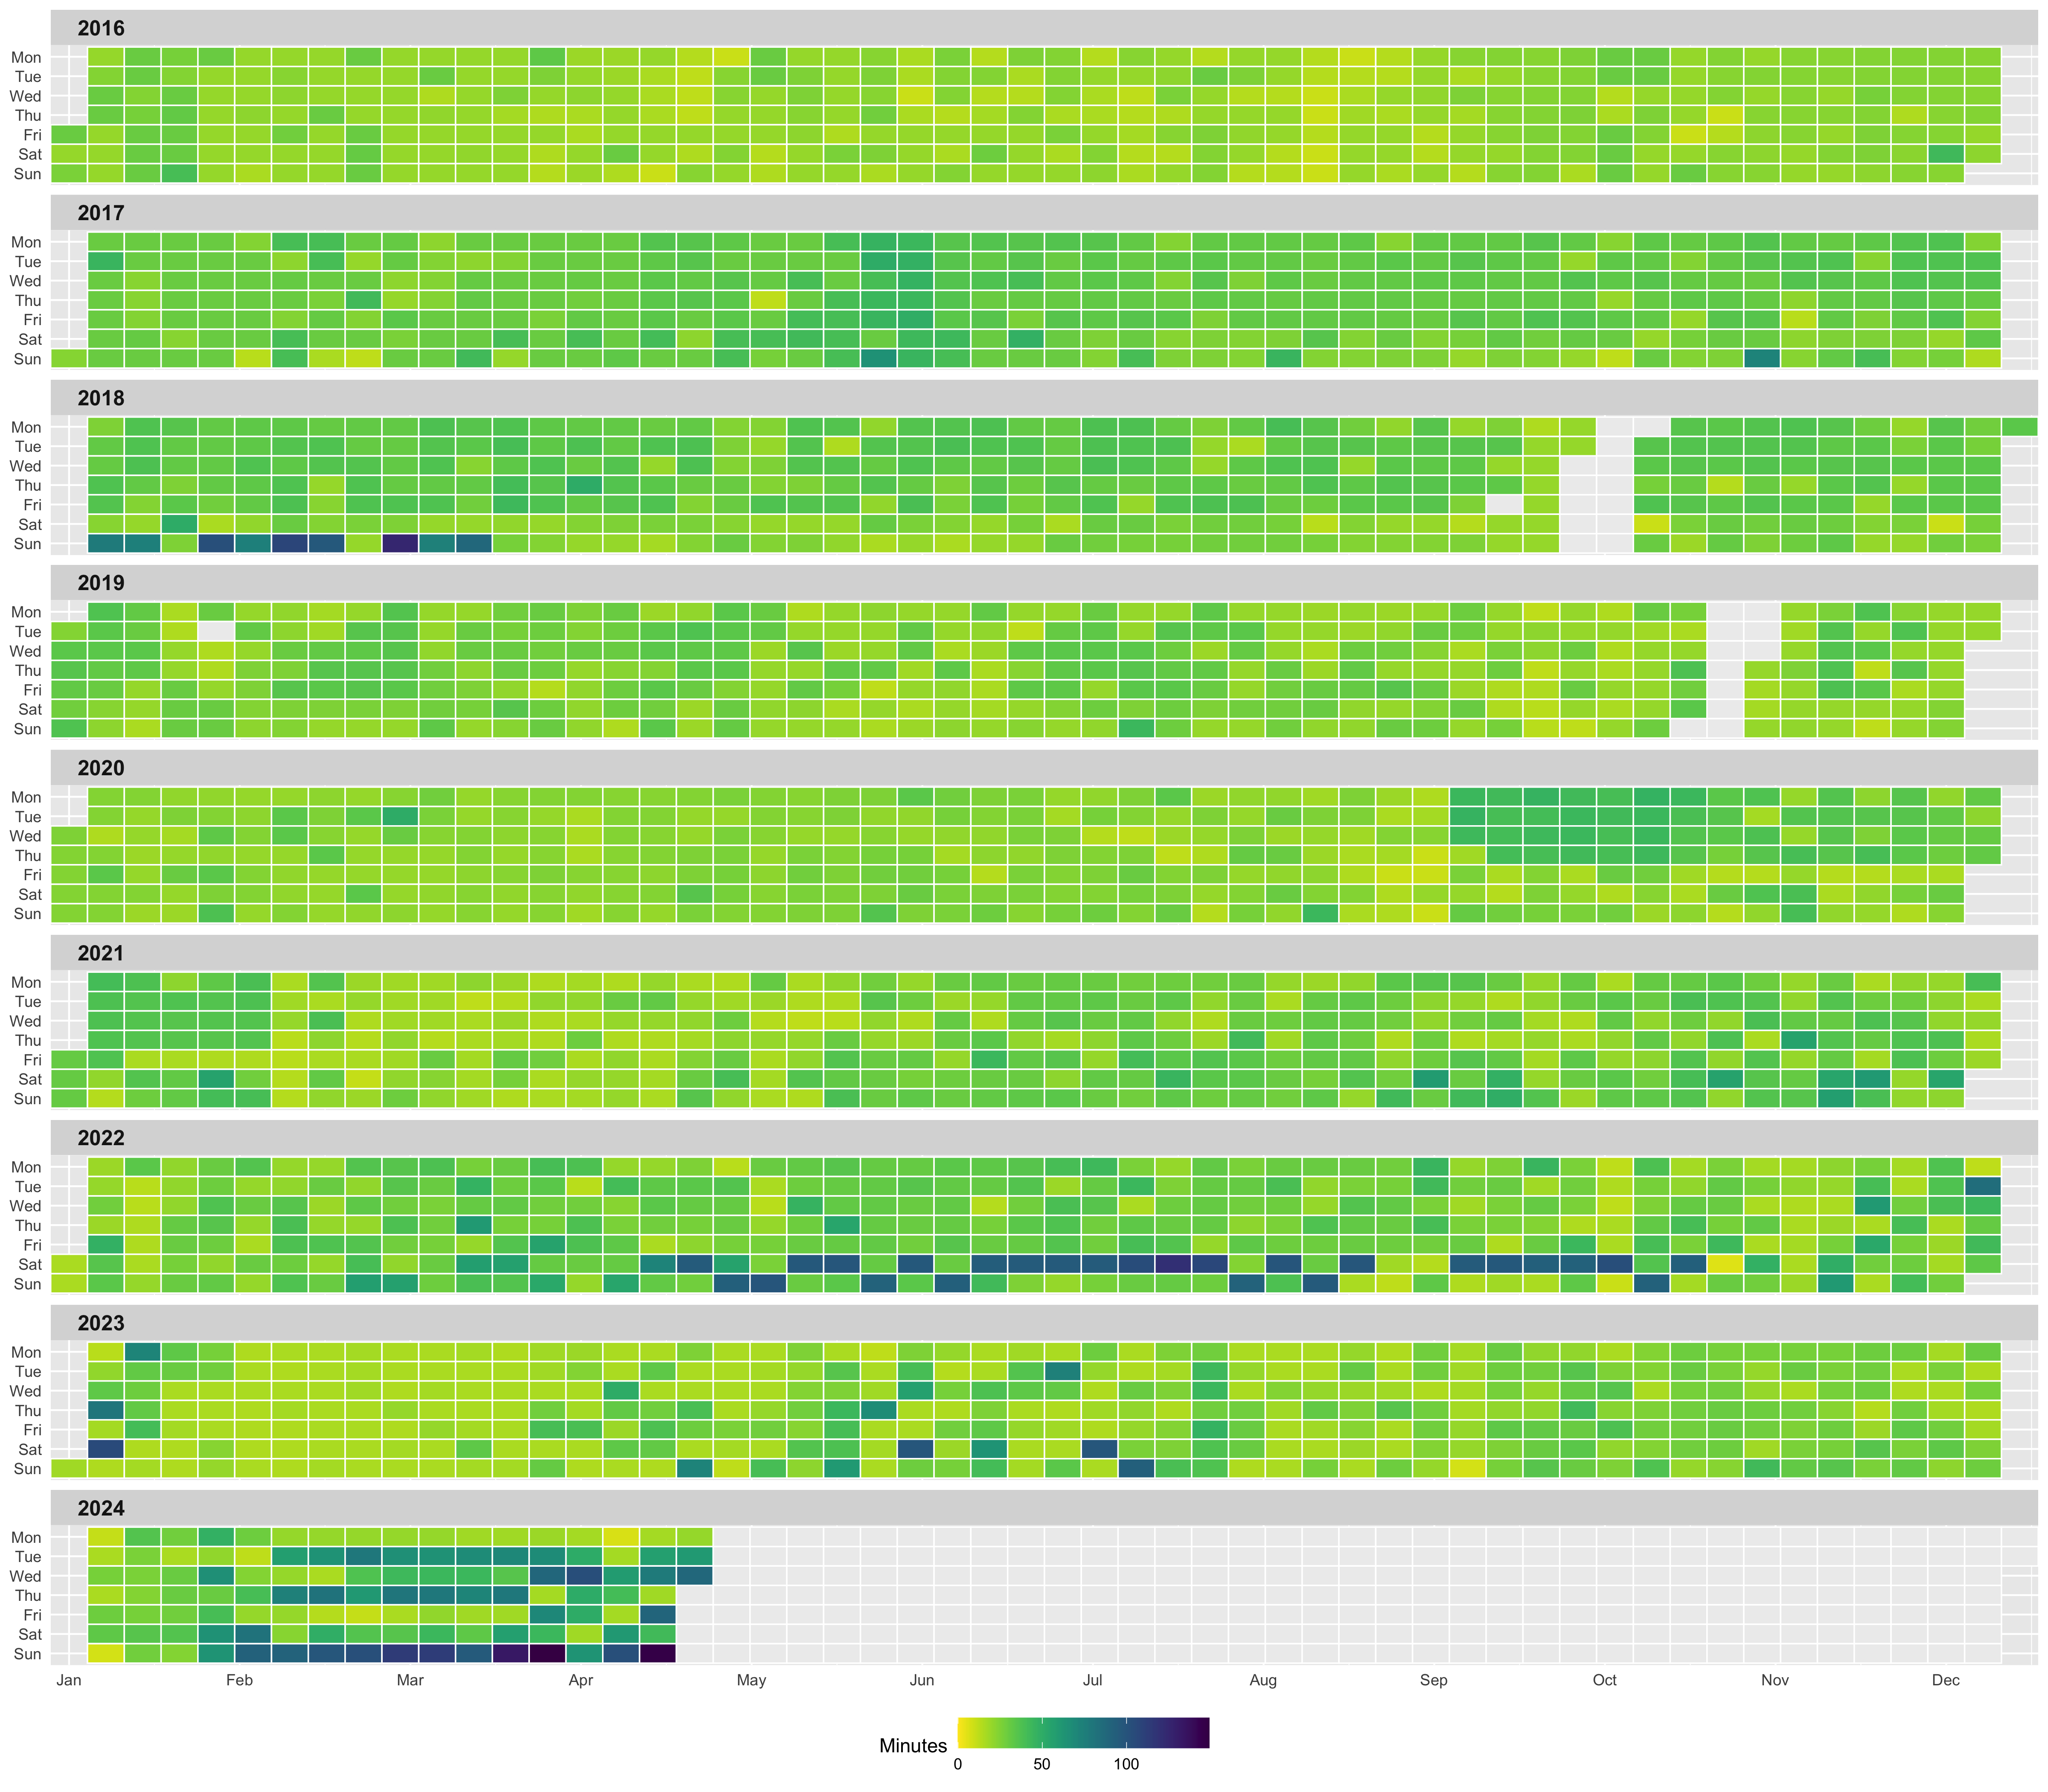 2016
Mon
Tue
Wed
Thu
Fri
Sat
Sun
2017
Mon
Tue
Wed
Thu
Fri
Sat
Sun
2018
Mon
Tue
Wed
Thu
Fri
Sat
Sun
2019
Mon
Tue
Wed
Thu
Fri
Sat
Sun
2020
Mon
Tue
Wed
Thu
Fri
Sat
Sun
2021
Mon
Tue
Wed
Thu
Fri
Sat
Sun
2022
Mon
Tue
Wed
Thu
Fri
Sat
Sun
2023
Mon
Tue
Wed
Thu
Fri
Sat
Sun
2024
Mon
Tue
Wed
Thu
Fri
Sat
Sun
Jan Feb Mar Apr May Jun Jul Aug Sep Oct Nov Dec
Minutes
0 50 100